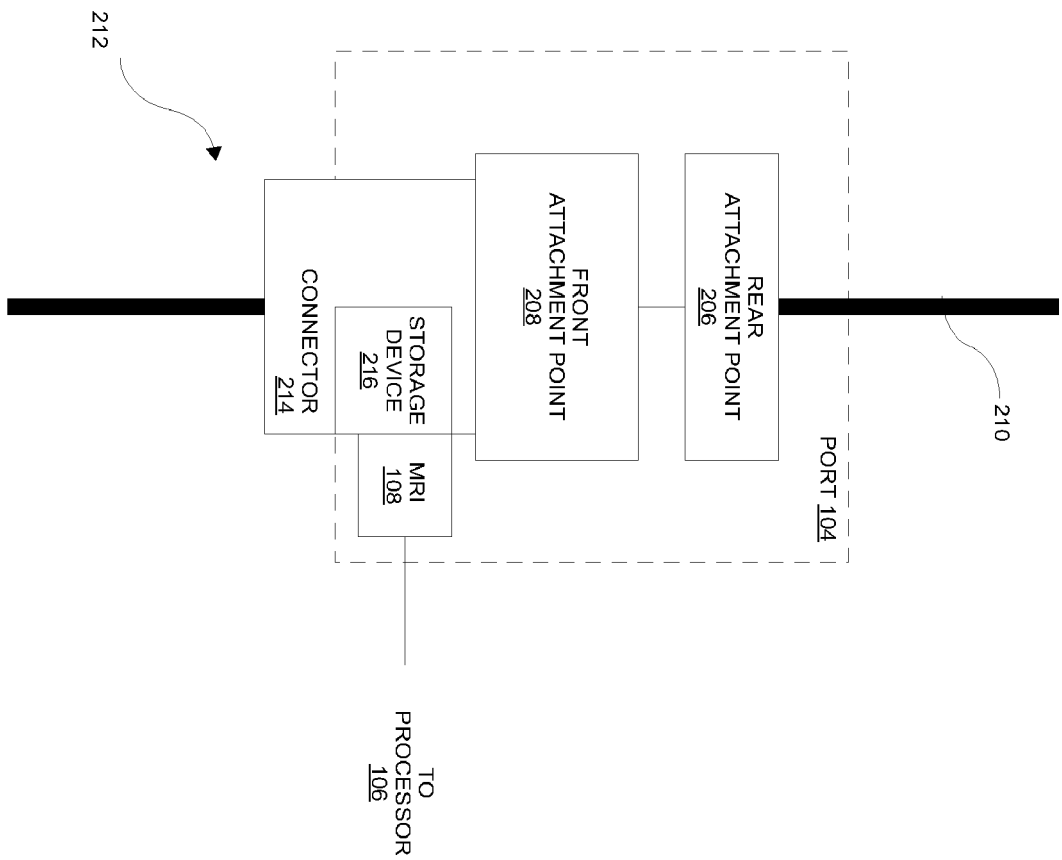 PORT 104
210
REAR
ATTACHMENT POINT
206
FRONT
ATTACHMENT POINT
208
STORAGE
DEVICE
216
MRI
108
CONNECTOR
214
212
TO
PROCESSOR
106